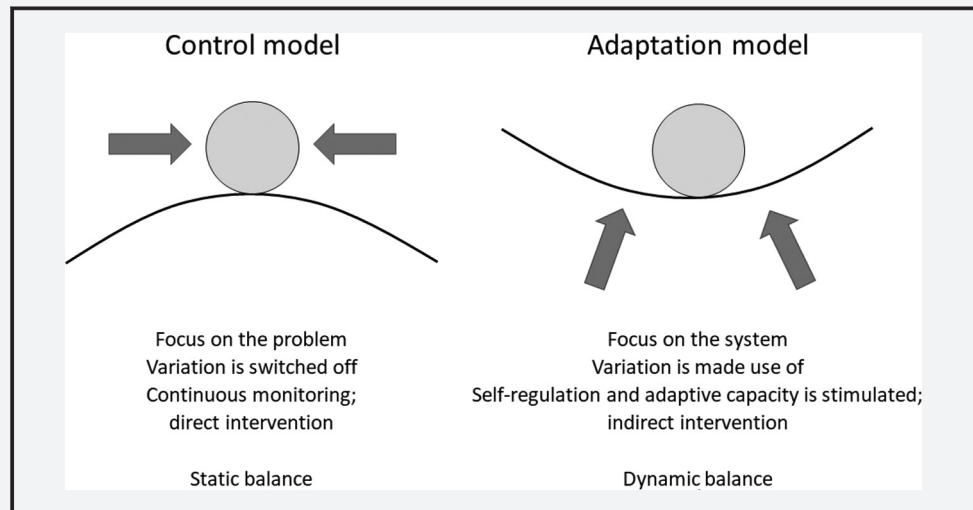 Control model
Focus on the problem
Variation is switched off
Continuous monitoring;
direct intervention
Static balance
Adaptation model
Focus on the system
Variation is made use of
Self-regulation and adaptive capacity is stimulated;
indirect intervention
Dynamic balance